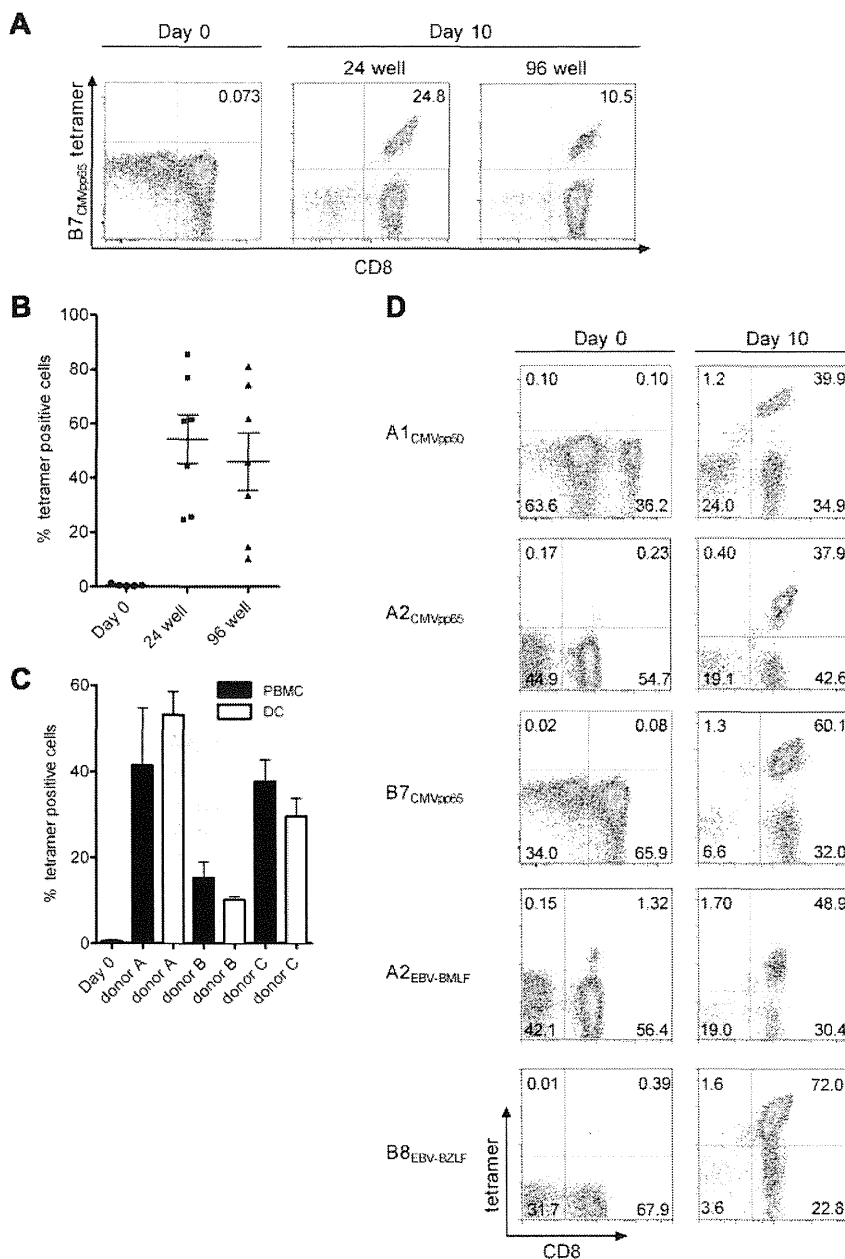 A
Day 0
Day 10
24 well
96 well
0.073
24.8
10.5
B7CMVpp65 tetramer
CD8
B
% tetramer positive cells
100
80
60
40
20
0
Day 0
24 well
96 well
C
% tetramer positive cells
60
40
20
0
PBMC
DC
Day 0
donor A
donor A
donor B
donor B
donor C
donor C
D
Day 0
Day 10
A1CMVpp50
0.10 0.10
63.6 36.2
1.2 39.9
24.0 34.9
A2CMVpp65
0.17 0.23
44.9 54.7
0.40 37.9
19.1 42.6
B7CMVpp65
0.02 0.08
34.0 65.9
1.3 60.1
6.6 32.0
A2EBV-BMLF
0.15 1.32
42.1 56.4
1.70 48.9
19.0 30.4
B8EBV-BZLF
0.01 0.39
31.7 67.9
1.6 72.0
3.6 22.8
tetramer
CD8